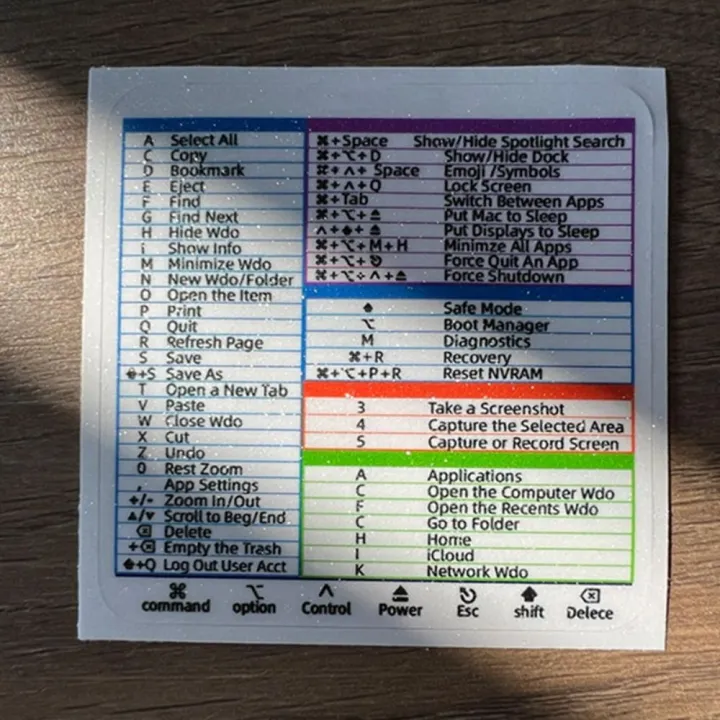 A Select All
C Copy
D Bookmark
E Eject
F Find
G Find Next
H Hide Wdo
i Show Info
M Minimize Wdo
N New Wdo/Folder
O Open the Item
P Print
Q Quit
R Refresh Page
S Save
⬆+S Save As
T Open a New Tab
V Paste
W Close Wdo
X Cut
Z Undo
0 Rest Zoom
, App Settings
+/- Zoom In/Out
▲/▼ Scroll to Beg/End
⌫ Delete
+⌫ Empty the Trash
⬆+Q Log Out User Acct
⌘+Space Show/Hide Spotlight Search
⌘+⌥+D Show/Hide Dock
⌘+^+ Space Emoji /Symbols
⌘+^+Q Lock Screen
⌘+Tab Switch Between Apps
⌘+⌥+⏏ Put Mac to Sleep
^+⬆+⏏ Put Displays to Sleep
⌘+⌥+M+H Minimze All Apps
⌘+⌥+⎋ Force Quit An App
⌘+⌥÷^+⏏ Force Shutdown
⬆ Safe Mode
⌥ Boot Manager
M Diagnostics
⌘+R Recovery
⌘+⌥+P+R Reset NVRAM
3 Take a Screenshot
4 Capture the Selected Area
5 Capture or Record Screen
A Applications
C Open the Computer Wdo
F Open the Recents Wdo
C Go to Folder
H Home
I iCloud
K Network Wdo
⌘ ⌥ ^ ⏏ ⎋ ⬆ ⌫
command option Control Power Esc shift Delece